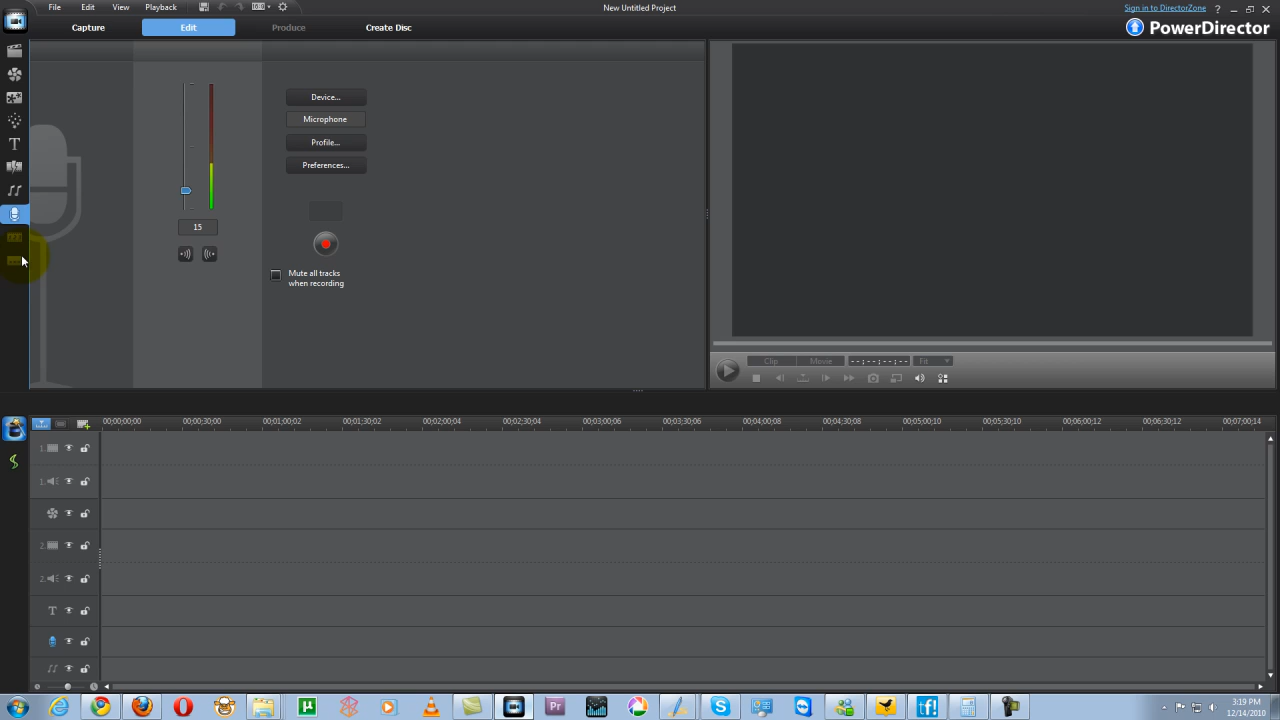 File Edit View Playback New Untitled Project Sign in to DirectorZone ?
Capture Edit Produce Create Disc PowerDirector
Device...
Microphone
Profile...
Preferences...
15
Mute all tracks
when recording
Clip Movie --:--:--:-- Fit
00;00;00;00 00;00;30;00 00;01;00;02 00;01;30;02 00;02;00;04 00;02;30;04 00;03;00;06 00;03;30;06 00;04;00;08 00;04;30;08 00;05;00;10 00;05;30;10 00;06;00;12 00;06;30;12 00;07;00;14
1.
1.
2.
2.
T
3:19 PM
12/14/2010